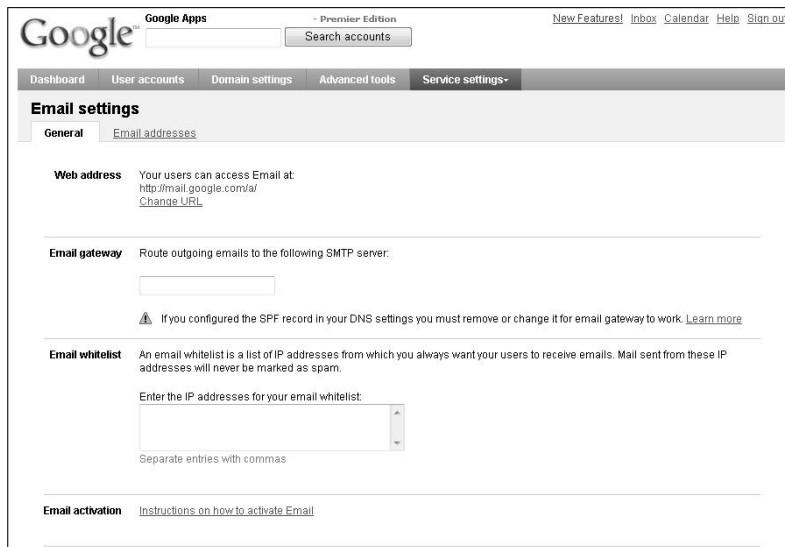 Google™
Google Apps - Premier Edition
New Features! Inbox Calendar Help Sign out
Search accounts
Dashboard User accounts Domain settings Advanced tools Service settings
Email settings
General Email addresses
Web address Your users can access Email at:
http://mail.google.com/a/
Change URL
Email gateway Route outgoing emails to the following SMTP server:
If you configured the SPF record in your DNS settings you must remove or change it for email gateway to work. Learn more
Email whitelist An email whitelist is a list of IP addresses from which you always want your users to receive emails. Mail sent from these IP
addresses will never be marked as spam.
Enter the IP addresses for your email whitelist:
Separate entries with commas
Email activation Instructions on how to activate Email